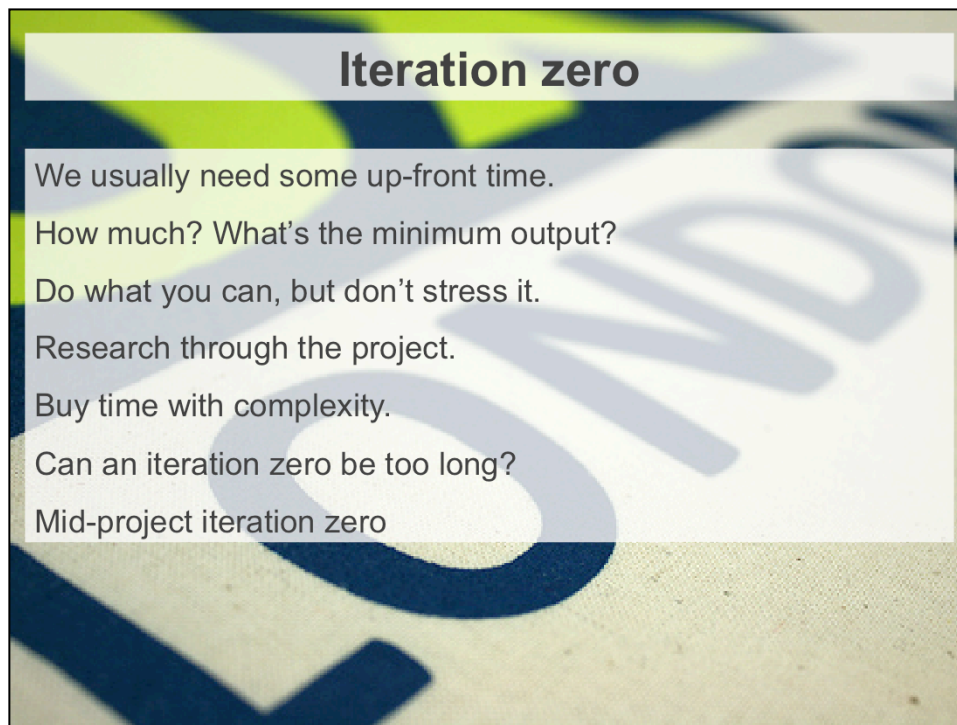 Iteration zero
We usually need some up-front time.
How much? What’s the minimum output?
Do what you can, but don’t stress it.
Research through the project.
Buy time with complexity.
Can an iteration zero be too long?
Mid-project iteration zero
LONDON